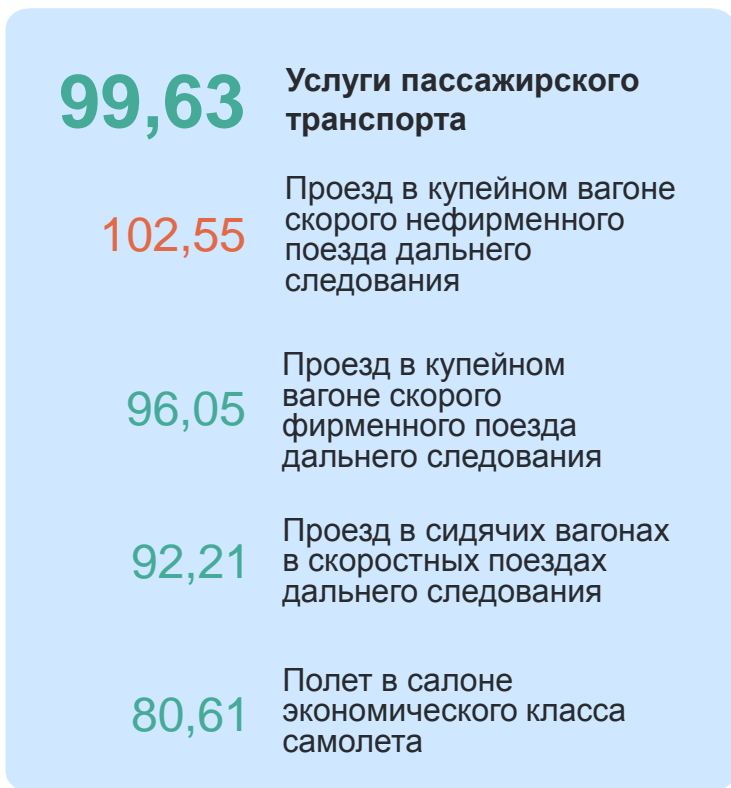 99,63
Услуги пассажирского
транспорта
102,55
Проезд в купейном вагоне
скорого нефирменного
поезда дальнего
следования
96,05
Проезд в купейном
вагоне скорого
фирменного поезда
дальнего следования
92,21
Проезд в сидячих вагонах
в скоростных поездах
дальнего следования
80,61
Полет в салоне
экономического класса
самолета